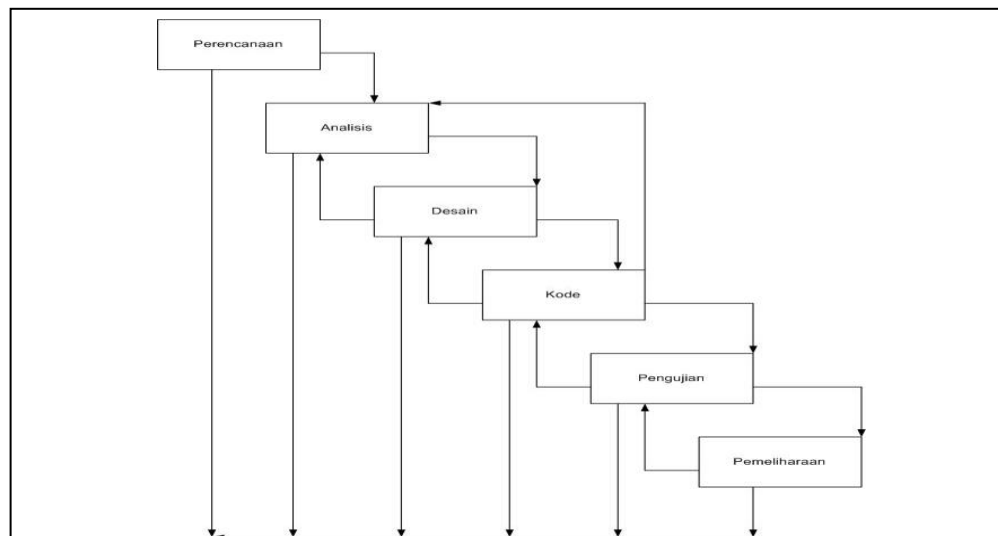 Perencanaan
Analisis
Desain
Kode
Pengujian
Pemeliharaan